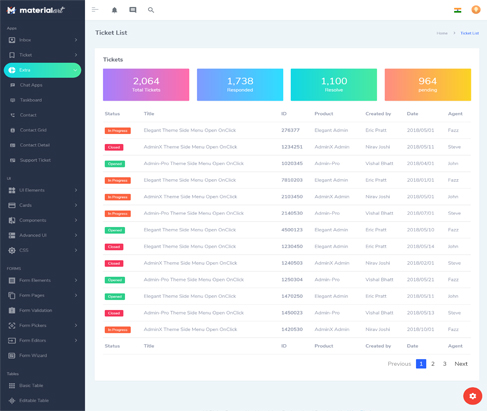 materialpro
Ticket List
Home > Ticket List
Apps
Inbox
Ticket
Extra
Chat Apps
Taskboard
Contact
Contact Grid
Contact Detail
Support Ticket
UI
UI Elements
Cards
Components
Advanced UI
CSS
FORMS
Form Elements
Form Pages
Form Validation
Form Pickers
Form Editors
Form Wizard
Tables
Basic Table
Editable Table
Tickets
2,064 1,738 1,100 964
Total Tickets Responded Resolve pending
Status Title ID Product Created by Date Agent
In Progress Elegant Theme Side Menu Open OnClick 276377 Elegant Admin Eric Pratt 2018/05/01 Fazz
Closed AdminX Theme Side Menu Open OnClick 1234251 AdminX Admin Nirav Joshi 2018/05/11 Steve
Opened Admin-Pro Theme Side Menu Open OnClick 1020345 Admin-Pro Vishal Bhatt 2018/04/01 John
In Progress Elegant Theme Side Menu Open OnClick 7810203 Elegant Admin Eric Pratt 2018/01/01 Fazz
In Progress AdminX Theme Side Menu Open OnClick 2103450 AdminX Admin Nirav Joshi 2018/05/01 John
In Progress Admin-Pro Theme Side Menu Open OnClick 2140530 Admin-Pro Vishal Bhatt 2018/07/01 Steve
Opened Elegant Theme Side Menu Open OnClick 4500123 Elegant Admin Eric Pratt 2018/05/10 Fazz
Closed Elegant Theme Side Menu Open OnClick 1230450 Elegant Admin Eric Pratt 2018/05/14 John
Closed AdminX Theme Side Menu Open OnClick 1240503 AdminX Admin Nirav Joshi 2018/02/01 Steve
Opened Admin-Pro Theme Side Menu Open OnClick 1250304 Admin-Pro Vishal Bhatt 2018/05/21 Fazz
Opened Elegant Theme Side Menu Open OnClick 1470250 Elegant Admin Eric Pratt 2018/05/11 John
Closed Admin-Pro Theme Side Menu Open OnClick 1450023 Admin-Pro Vishal Bhatt 2018/05/13 Steve
In Progress AdminX Theme Side Menu Open OnClick 1420530 AdminX Admin Nirav Joshi 2018/10/01 Fazz
Status Title ID Product Created by Date Agent
Previous 1 2 3 Next